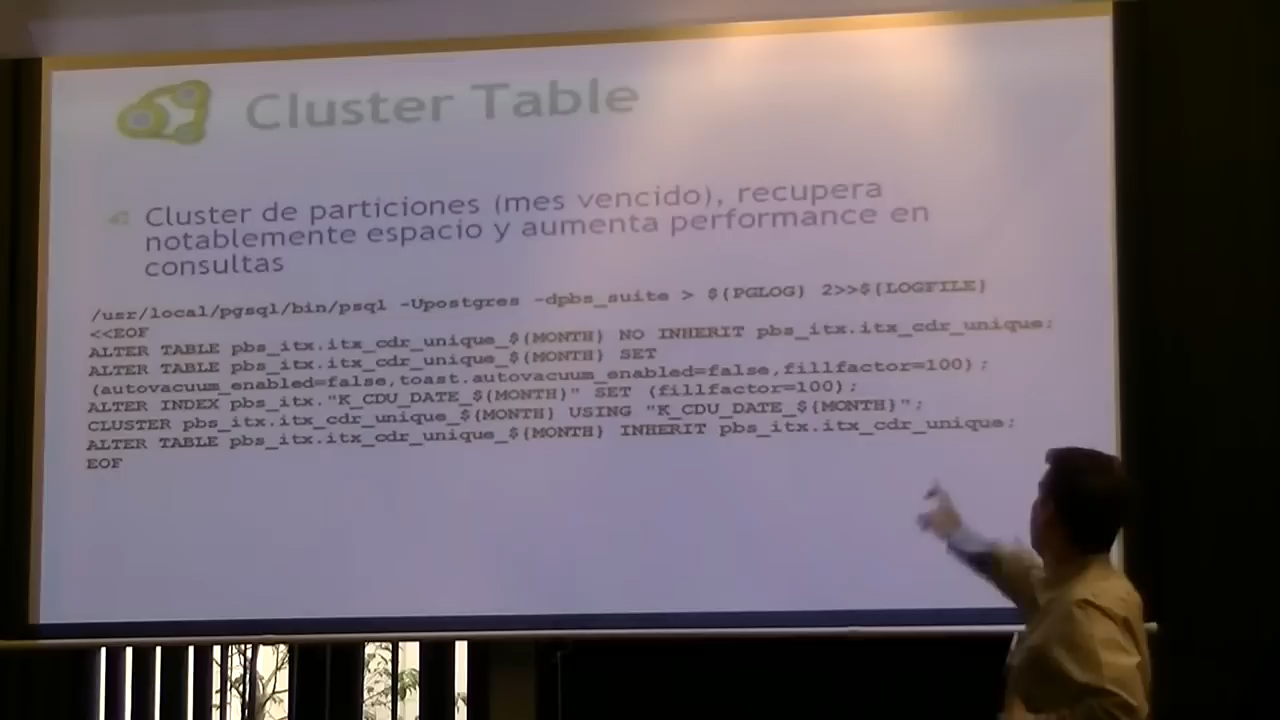 Cluster Table
Cluster de particiones (mes vencido), recupera
notablemente espacio y aumenta performance en
consultas
/usr/local/pgsql/bin/psql -Upostgres -dpbs_suite > ${PGLOG} 2>>${LOGFILE}
<<EOF
ALTER TABLE pbs_itx.itx_cdr_unique_${MONTH} NO INHERIT pbs_itx.itx_cdr_unique;
ALTER TABLE pbs_itx.itx_cdr_unique_${MONTH} SET
(autovacuum_enabled=false,toast.autovacuum_enabled=false,fillfactor=100);
ALTER INDEX pbs_itx."K_CDU_DATE_${MONTH}" SET (fillfactor=100);
CLUSTER pbs_itx.itx_cdr_unique_${MONTH} USING "K_CDU_DATE_${MONTH}";
ALTER TABLE pbs_itx.itx_cdr_unique_${MONTH} INHERIT pbs_itx.itx_cdr_unique;
EOF